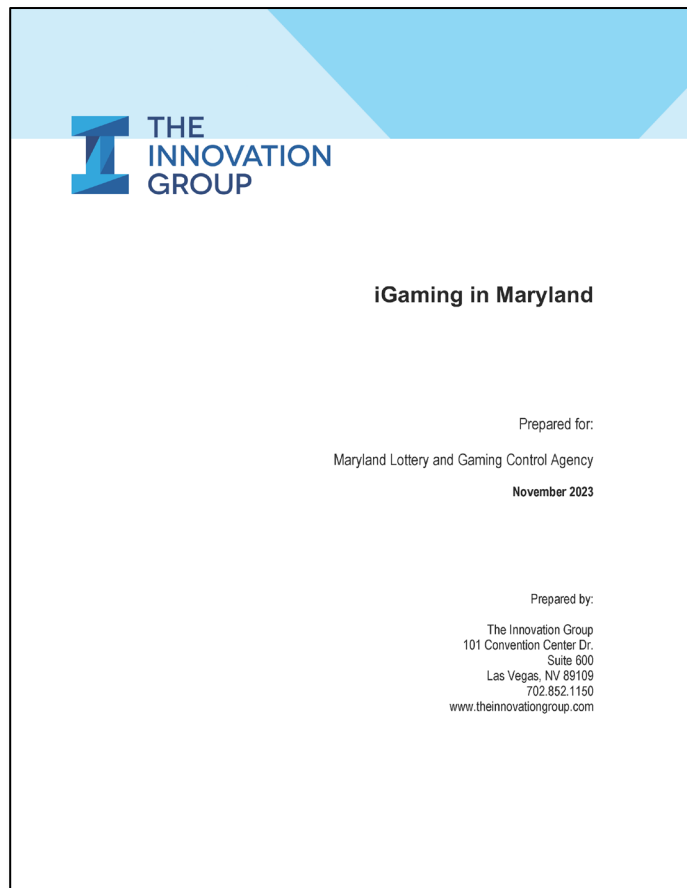 THE
INNOVATION
GROUP
iGaming in Maryland
Prepared for:
Maryland Lottery and Gaming Control Agency
November 2023
Prepared by:
The Innovation Group
101 Convention Center Dr.
Suite 600
Las Vegas, NV 89109
702.852.1150
www.theinnovationgroup.com